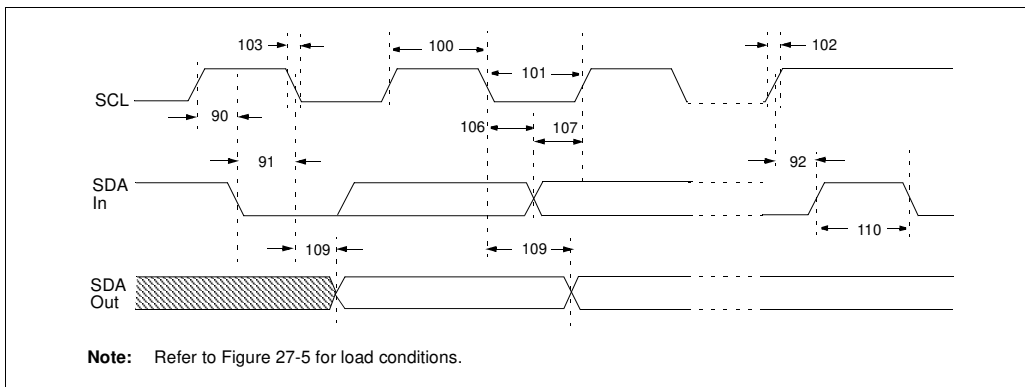 103
100
102
101
SCL
90
106
107
91
92
SDA
In
110
109
109
SDA
Out
Note: Refer to Figure 27-5 for load conditions.